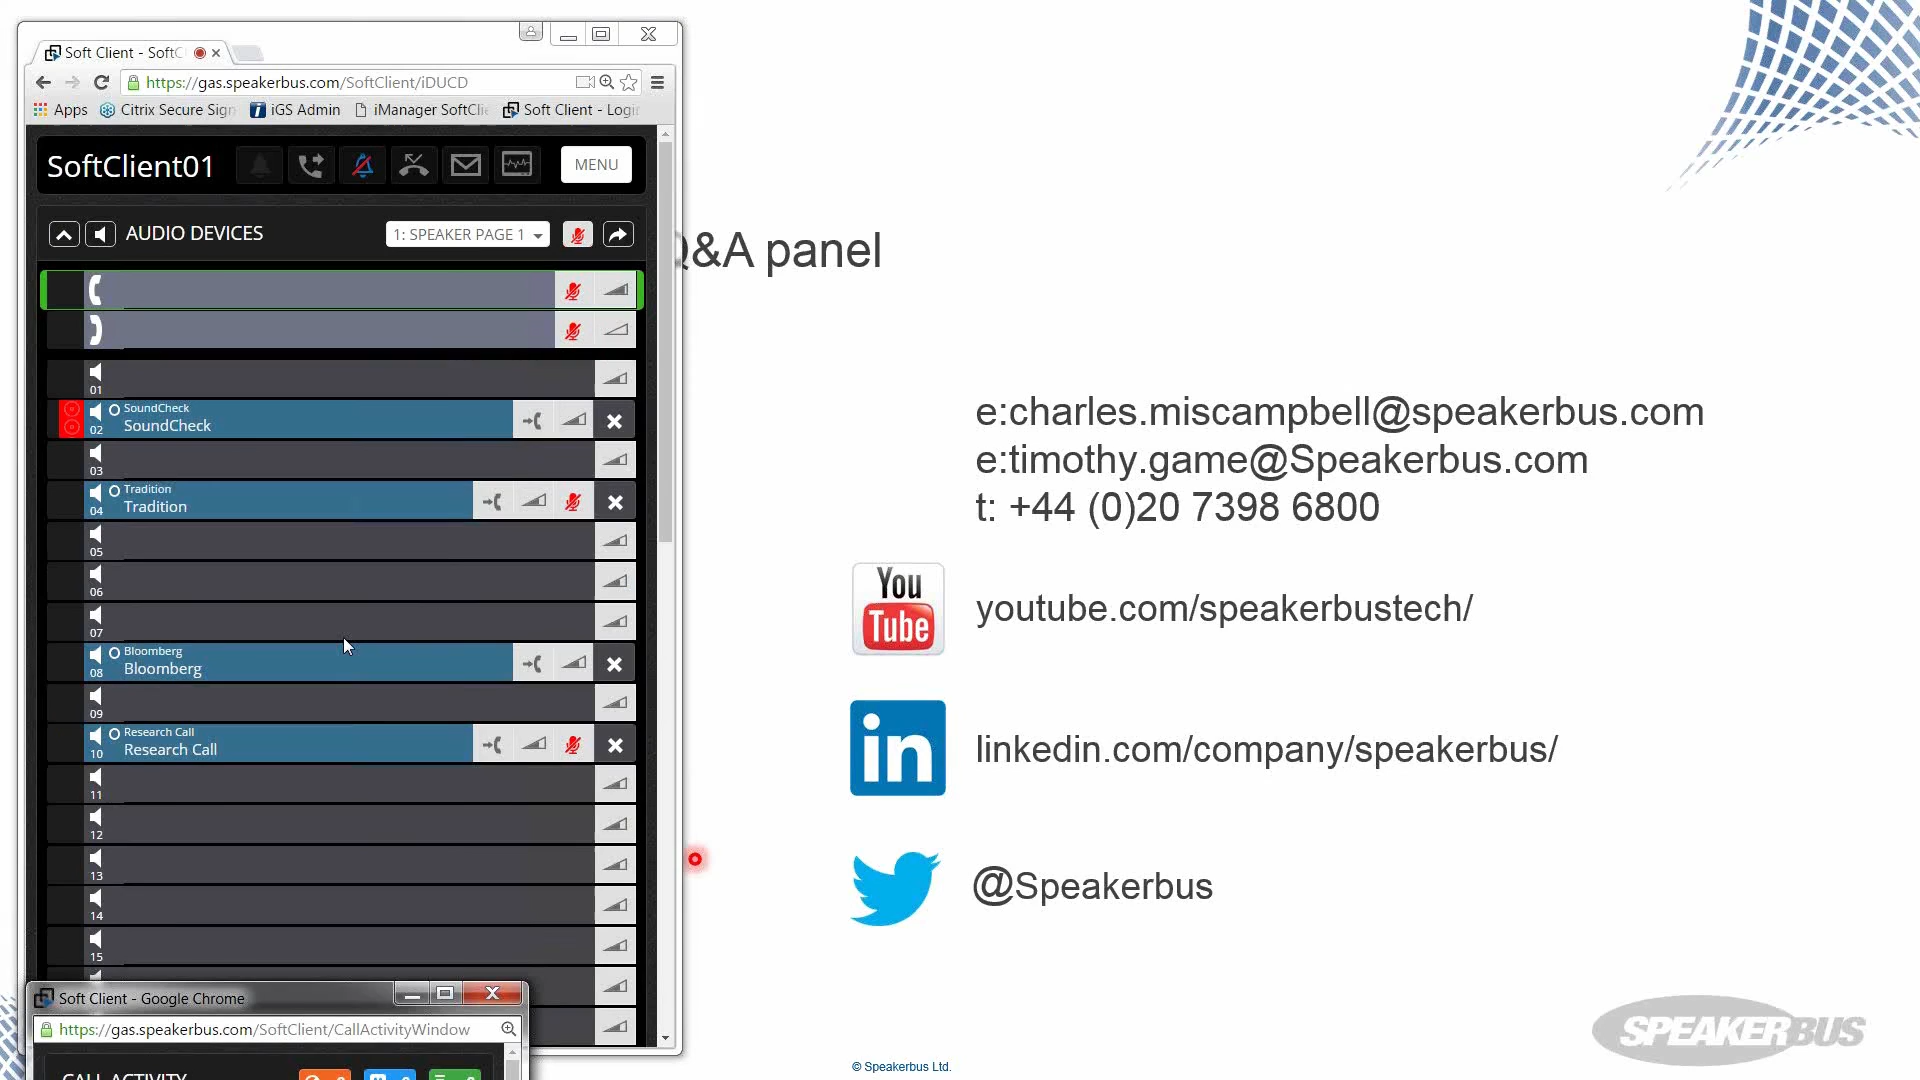 Soft Client - SoftC
https://gas.speakerbus.com/SoftClient/iDUCD
Apps
Citrix Secure Sign
iGS Admin
iManager SoftClie
Soft Client - Login
SoftClient01
MENU
AUDIO DEVICES
1: SPEAKER PAGE 1
01
SoundCheck
SoundCheck
02
03
Tradition
Tradition
04
05
06
07
Bloomberg
Bloomberg
08
09
Research Call
Research Call
10
11
12
13
14
15
Soft Client - Google Chrome
https://gas.speakerbus.com/SoftClient/CallActivityWindow
CALL ACTIVITY
Q&A panel
e:charles.miscampbell@speakerbus.com
e:timothy.game@Speakerbus.com
t: +44 (0)20 7398 6800
You
Tube
youtube.com/speakerbustech/
in
linkedin.com/company/speakerbus/
@Speakerbus
SPEAKERBUS
© Speakerbus Ltd.